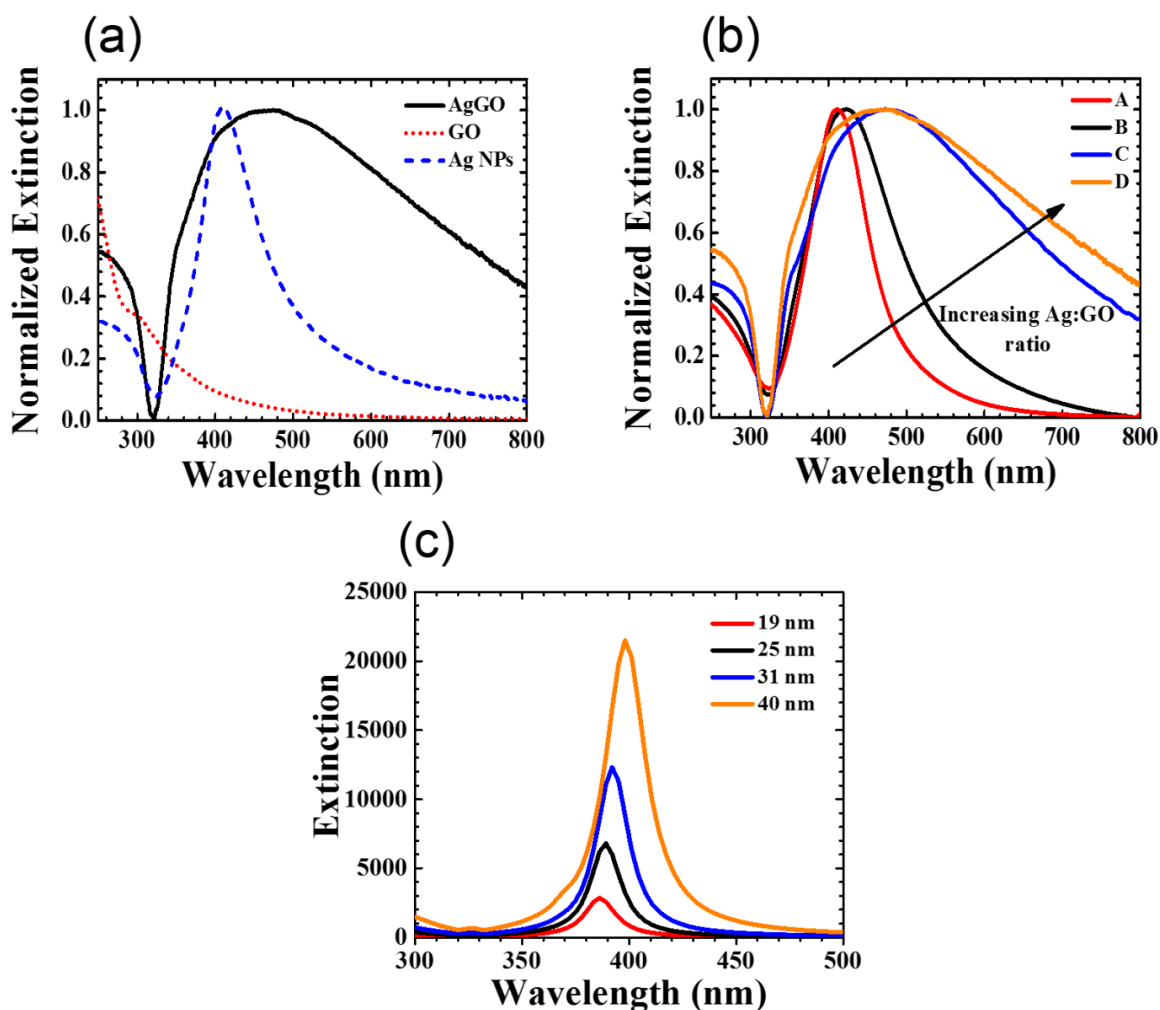 (a)
Normalized Extinction
1.0
0.8
0.6
0.4
0.2
0.0
AgGO
GO
Ag NPs
300 400 500 600 700 800
Wavelength (nm)
(b)
Normalized Extinction
1.0
0.8
0.6
0.4
0.2
0.0
A
B
C
D
Increasing Ag:GO
ratio
300 400 500 600 700 800
Wavelength (nm)
(c)
Extinction
25000
20000
15000
10000
5000
0
19 nm
25 nm
31 nm
40 nm
300 350 400 450 500
Wavelength (nm)